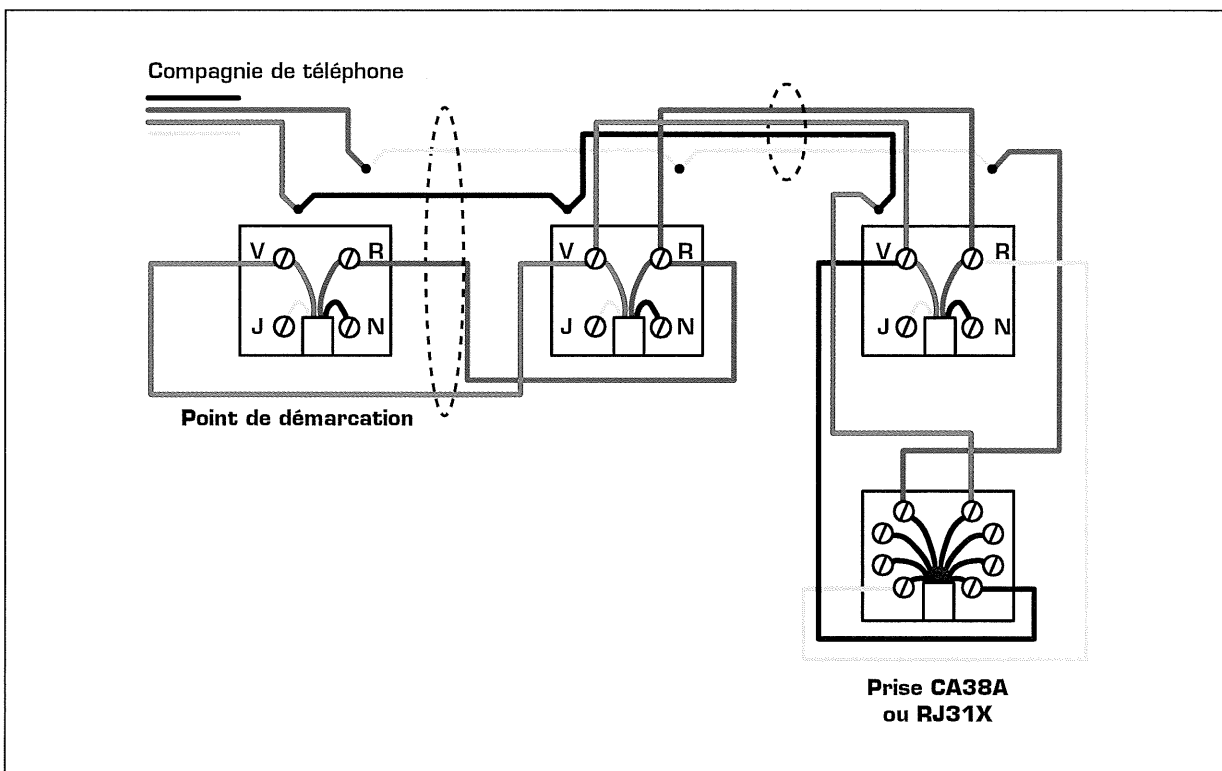 Compagnie de téléphone
V R
J N
V R
J N
V R
J N
Point de démarcation
Prise CA38A
ou RJ31X